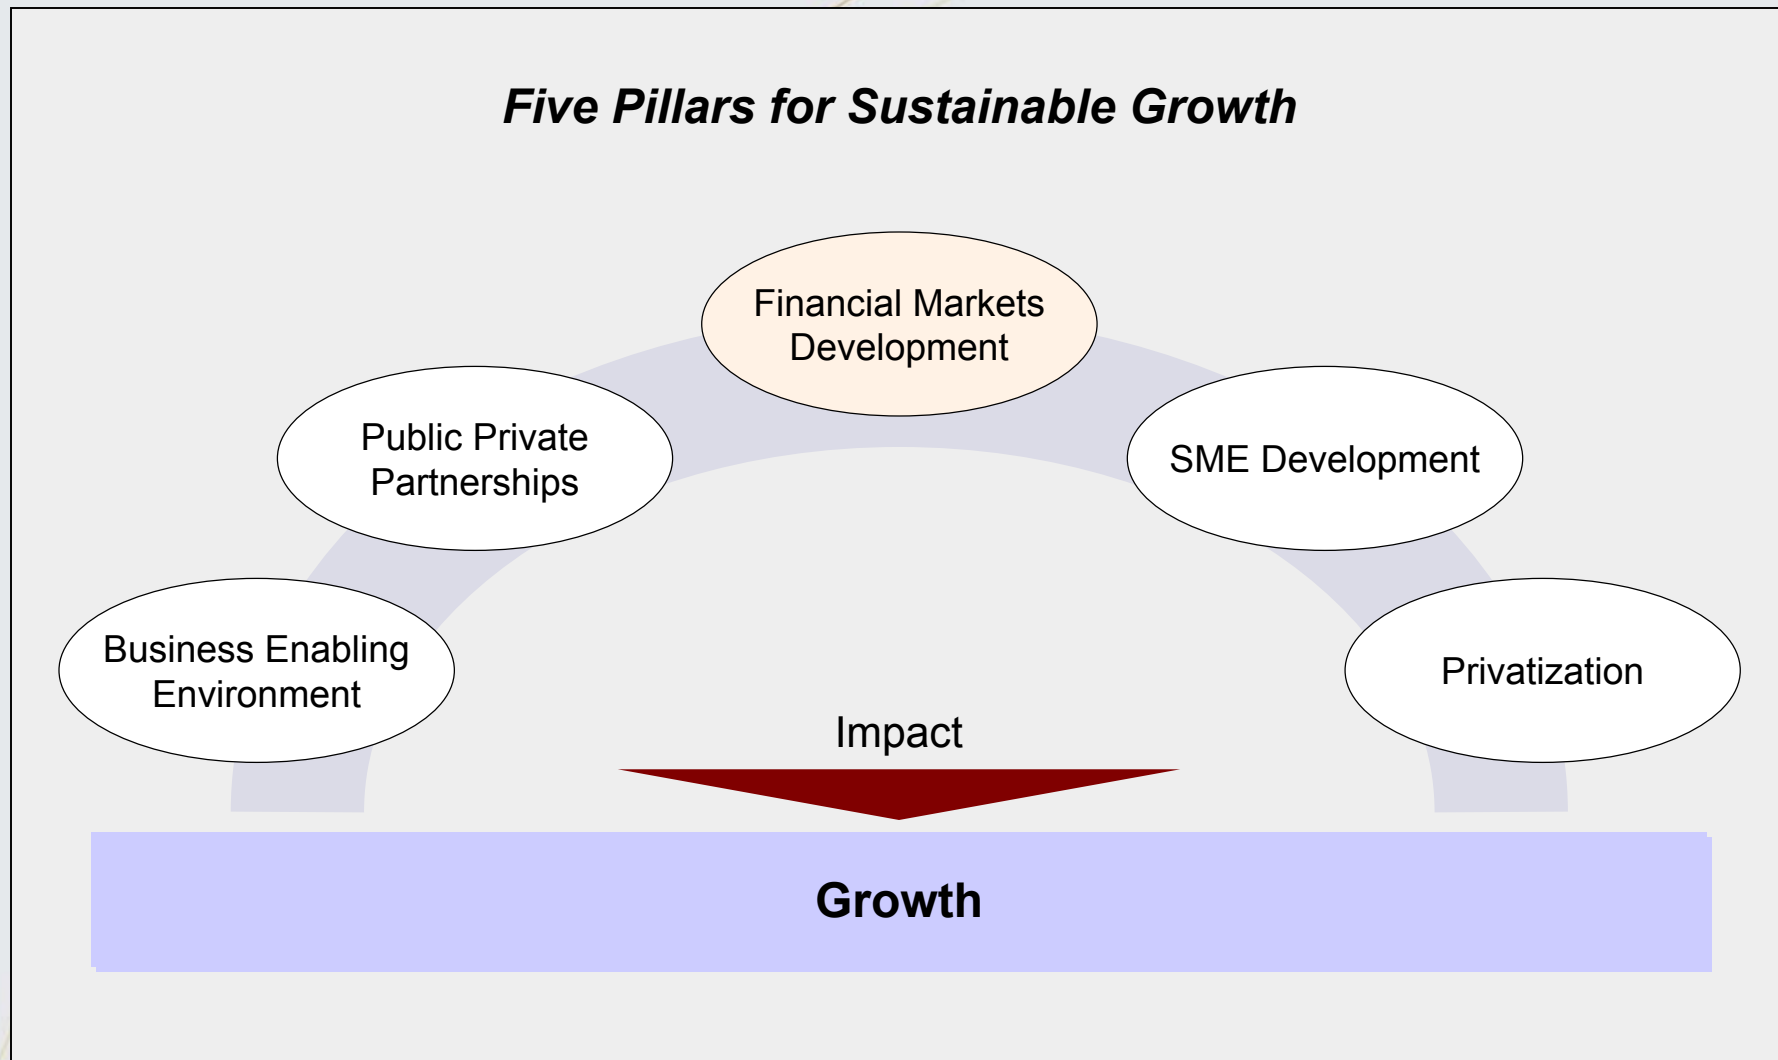 Five Pillars for Sustainable Growth
Financial Markets
Development
Public Private
Partnerships
SME Development
Business Enabling
Environment
Privatization
Impact
Growth